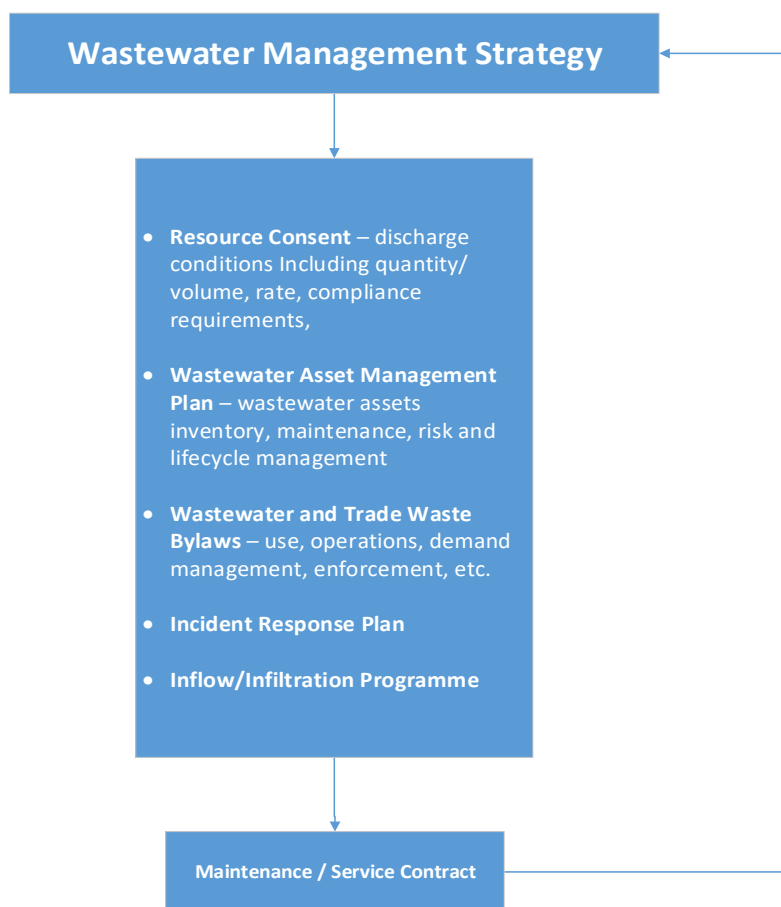 Wastewater Management Strategy
• Resource Consent – discharge
conditions Including quantity/
volume, rate, compliance
requirements,
• Wastewater Asset Management
Plan – wastewater assets
inventory, maintenance, risk and
lifecycle management
• Wastewater and Trade Waste
Bylaws – use, operations, demand
management, enforcement, etc.
• Incident Response Plan
• Inflow/Infiltration Programme
Maintenance / Service Contract